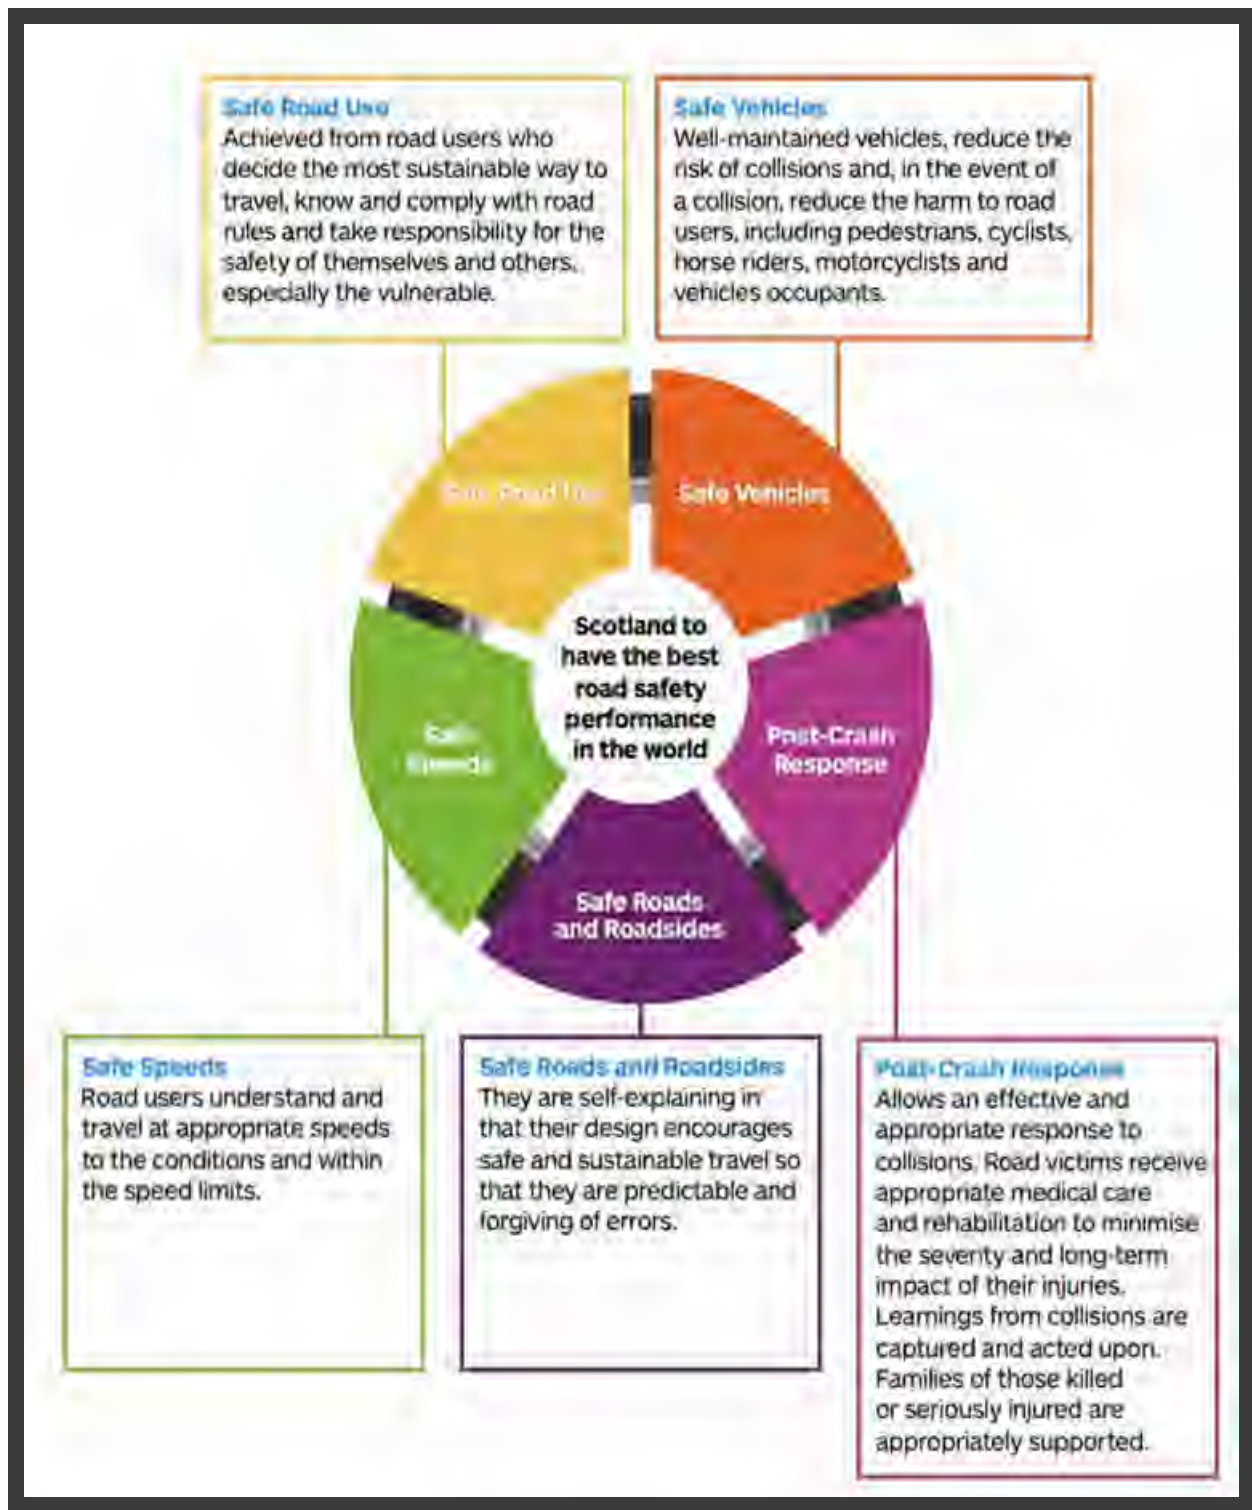 Safe Road Use
Achieved from road users who
decide the most sustainable way to
travel, know and comply with road
rules and take responsibility for the
safety of themselves and others,
especially the vulnerable.
Safe Vehicles
Well-maintained vehicles, reduce the
risk of collisions and, in the event of
a collision, reduce the harm to road
users, including pedestrians, cyclists,
horse riders, motorcyclists and
vehicles occupants.
Safe Road Use
Safe Vehicles
Scotland to
have the best
road safety
performance
in the world
Safe
Speeds
Post-Crash
Response
Safe Roads
and Roadsides
Safe Speeds
Road users understand and
travel at appropriate speeds
to the conditions and within
the speed limits.
Safe Roads and Roadsides
They are self-explaining in
that their design encourages
safe and sustainable travel so
that they are predictable and
forgiving of errors.
Post-Crash Response
Allows an effective and
appropriate response to
collisions. Road victims receive
appropriate medical care
and rehabilitation to minimise
the severity and long-term
impact of their injuries.
Learnings from collisions are
captured and acted upon.
Families of those killed
or seriously injured are
appropriately supported.